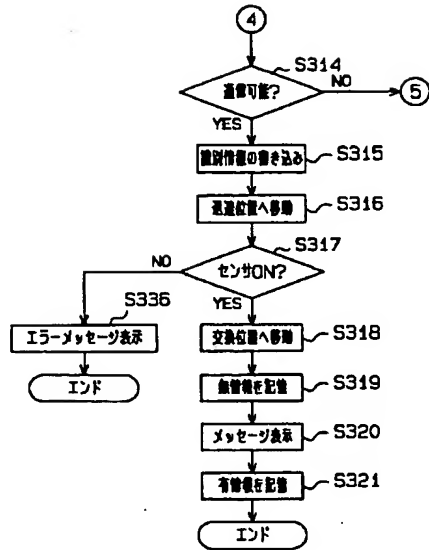 4
S314
通信可能?
NO
5
YES
識別情報の書き込み
S315
退避位置へ移動
S316
S317
センサON?
NO
YES
S336
エラーメッセージ表示
エンド
交換位置へ移動
S318
無情報を記憶
S319
メッセージ表示
S320
有情報を記憶
S321
エンド